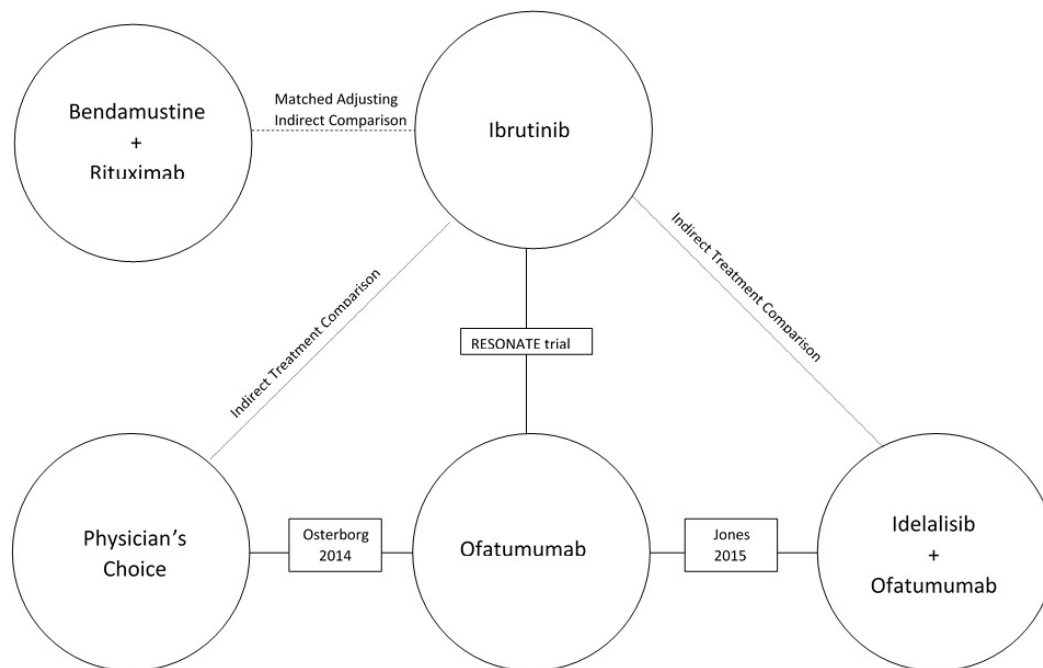 Bendamustine
+
Rituximab
Matched Adjusting
Indirect Comparison
Ibrutinib
Indirect Treatment Comparison
Indirect Treatment Comparison
RESONATE trial
Physician's
Choice
Osterborg
2014
Ofatumumab
Jones
2015
Idelalisib
+
Ofatumumab